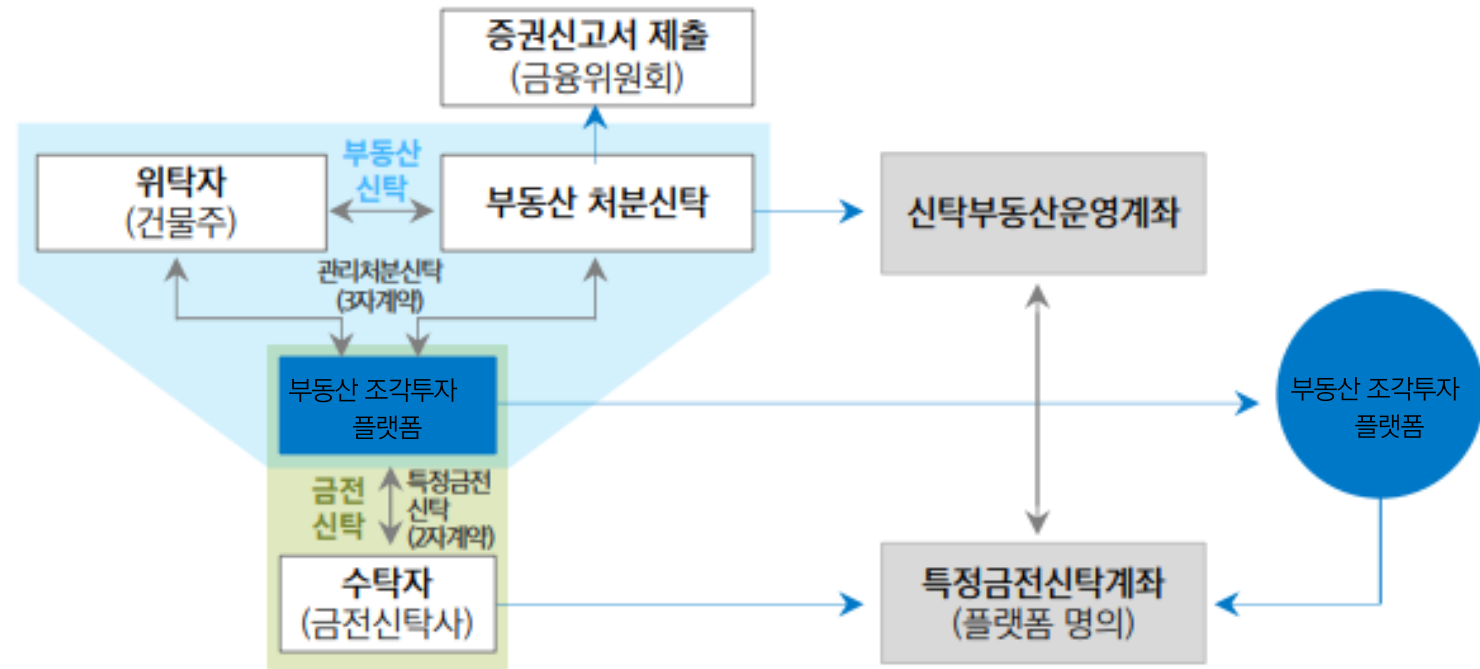 증권신고서 제출
(금융위원회)
위탁자
(건물주)
부동산
신탁
부동산 처분신탁
신탁부동산운영계좌
관리처분신탁
(3자계약)
부동산 조각투자
플랫폼
부동산 조각투자
플랫폼
금전
신탁
특정금전
신탁
(2자계약)
수탁자
(금전신탁사)
특정금전신탁계좌
(플랫폼 명의)